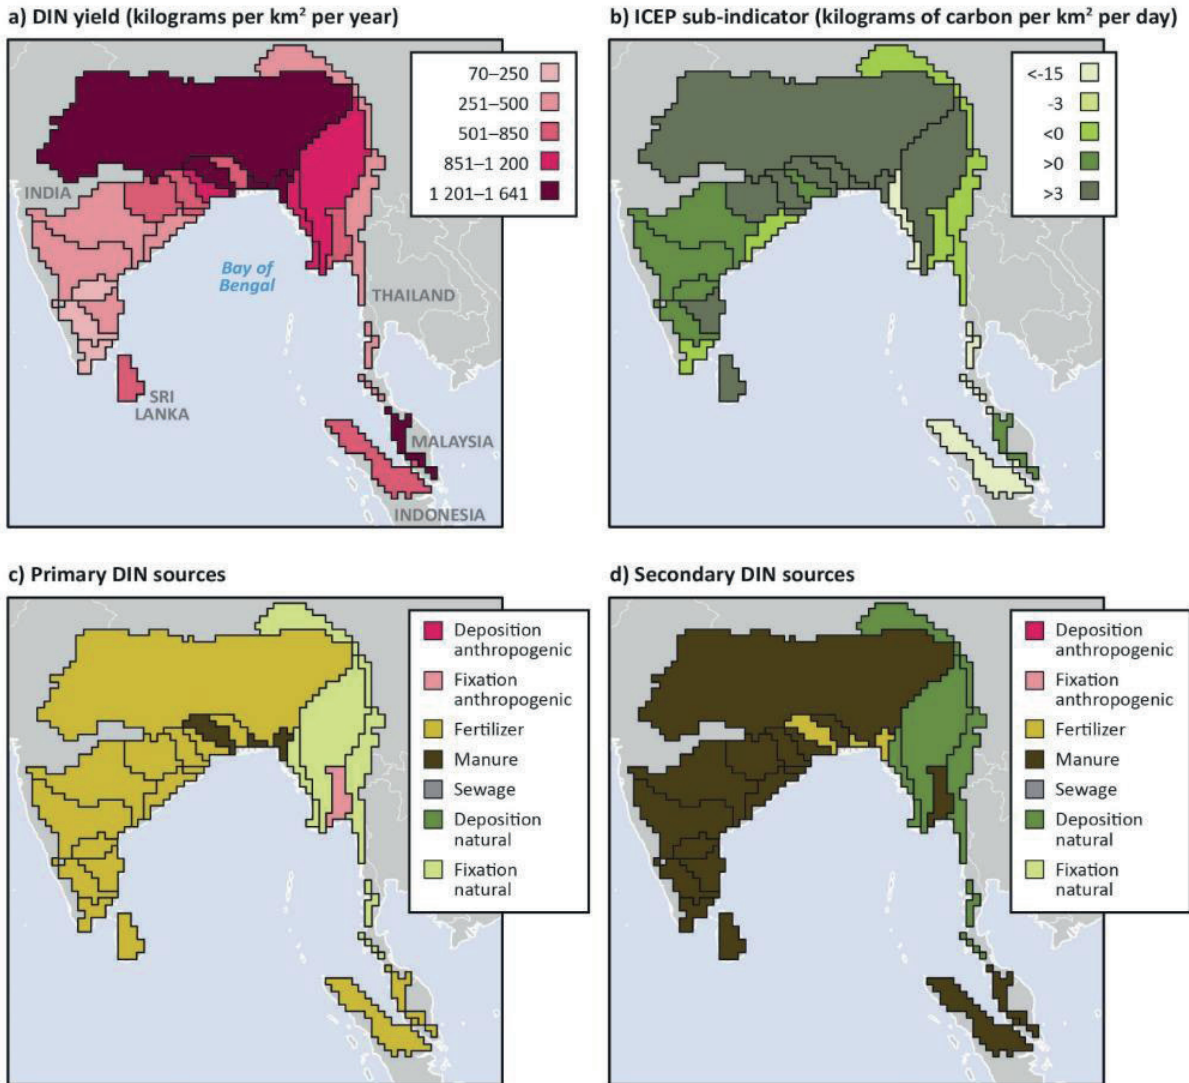 a) DIN yield (kilograms per km² per year)
70–250
251–500
501–850
851–1 200
1 201–1 641
INDIA
Bay of
Bengal
THAILAND
SRI
LANKA
MALAYSIA
INDONESIA
b) ICEP sub-indicator (kilograms of carbon per km² per day)
<-15
-3
<0
>0
>3
c) Primary DIN sources
Deposition
anthropogenic
Fixation
anthropogenic
Fertilizer
Manure
Sewage
Deposition
natural
Fixation
natural
d) Secondary DIN sources
Deposition
anthropogenic
Fixation
anthropogenic
Fertilizer
Manure
Sewage
Deposition
natural
Fixation
natural